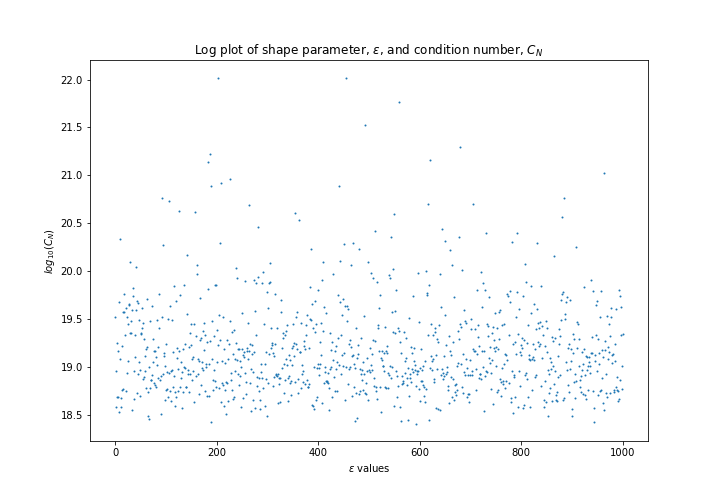 Log plot of shape parameter, ε, and condition number, C_N
22.0
21.5
21.0
20.5
20.0
19.5
19.0
18.5
log₁₀(C_N)
0 200 400 600 800 1000
ε values